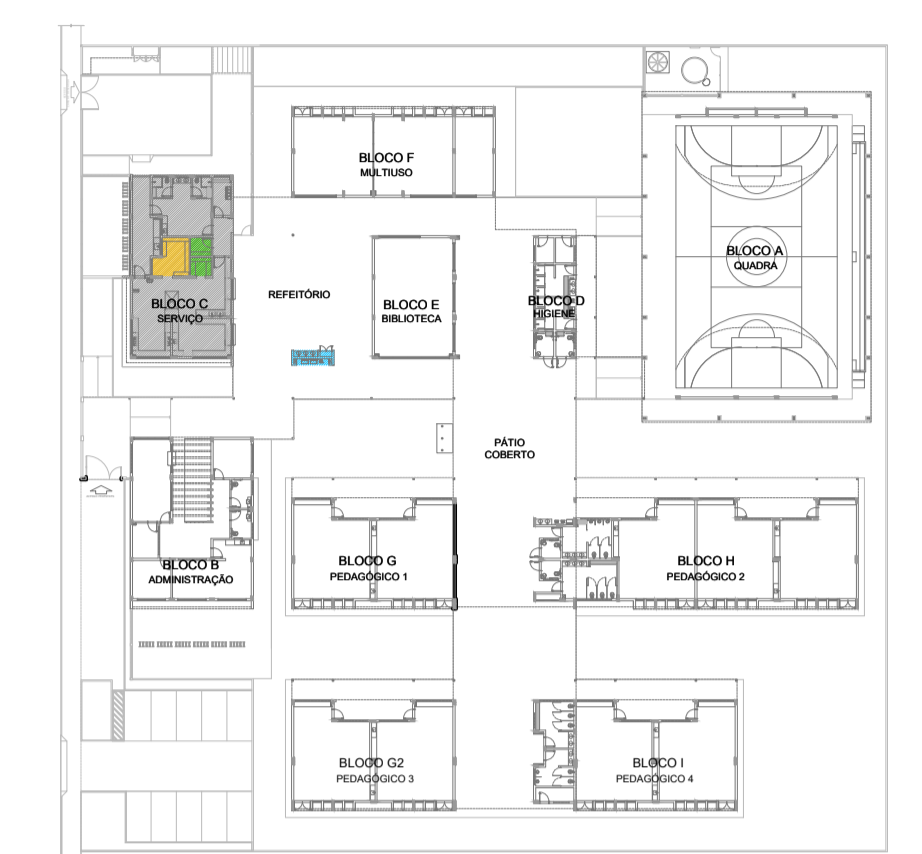 BLOCO F
MULTIUSO
BLOCO A
QUADRA
REFEITÓRIO
BLOCO C
SERVIÇO
BLOCO E
BIBLIOTECA
BLOCO D
HIGIENE
PÁTIO
COBERTO
BLOCO B
ADMINISTRAÇÃO
BLOCO G
PEDAGÓGICO 1
BLOCO H
PEDAGÓGICO 2
BLOCO G2
PEDAGÓGICO 3
BLOCO I
PEDAGÓGICO 4